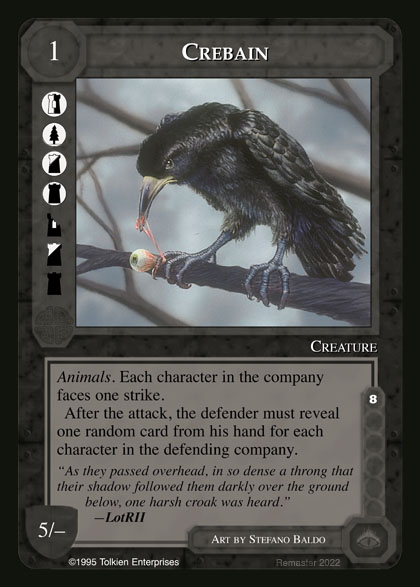 1
CREBAIN
CREATURE
Animals. Each character in the company
faces one strike.
After the attack, the defender must reveal
one random card from his hand for each
character in the defending company.
8
“As they passed overhead, in so dense a throng that
their shadow followed them darkly over the ground
below, one harsh croak was heard.”
—LotRII
5/–
ART BY STEFANO BALDO
©1995 Tolkien Enterprises
Remaster 2022